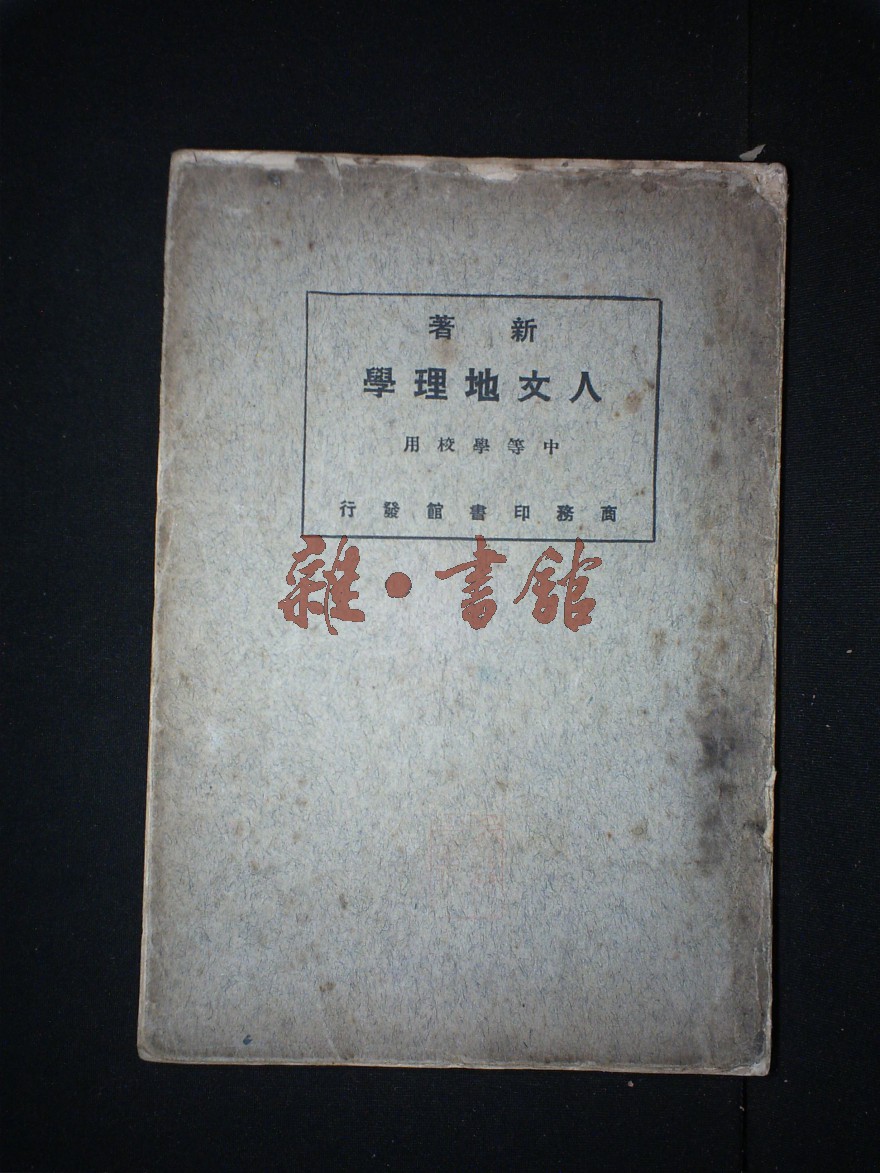 新著
人文地理學
中等學校用
商務印書館發行
雜·書館